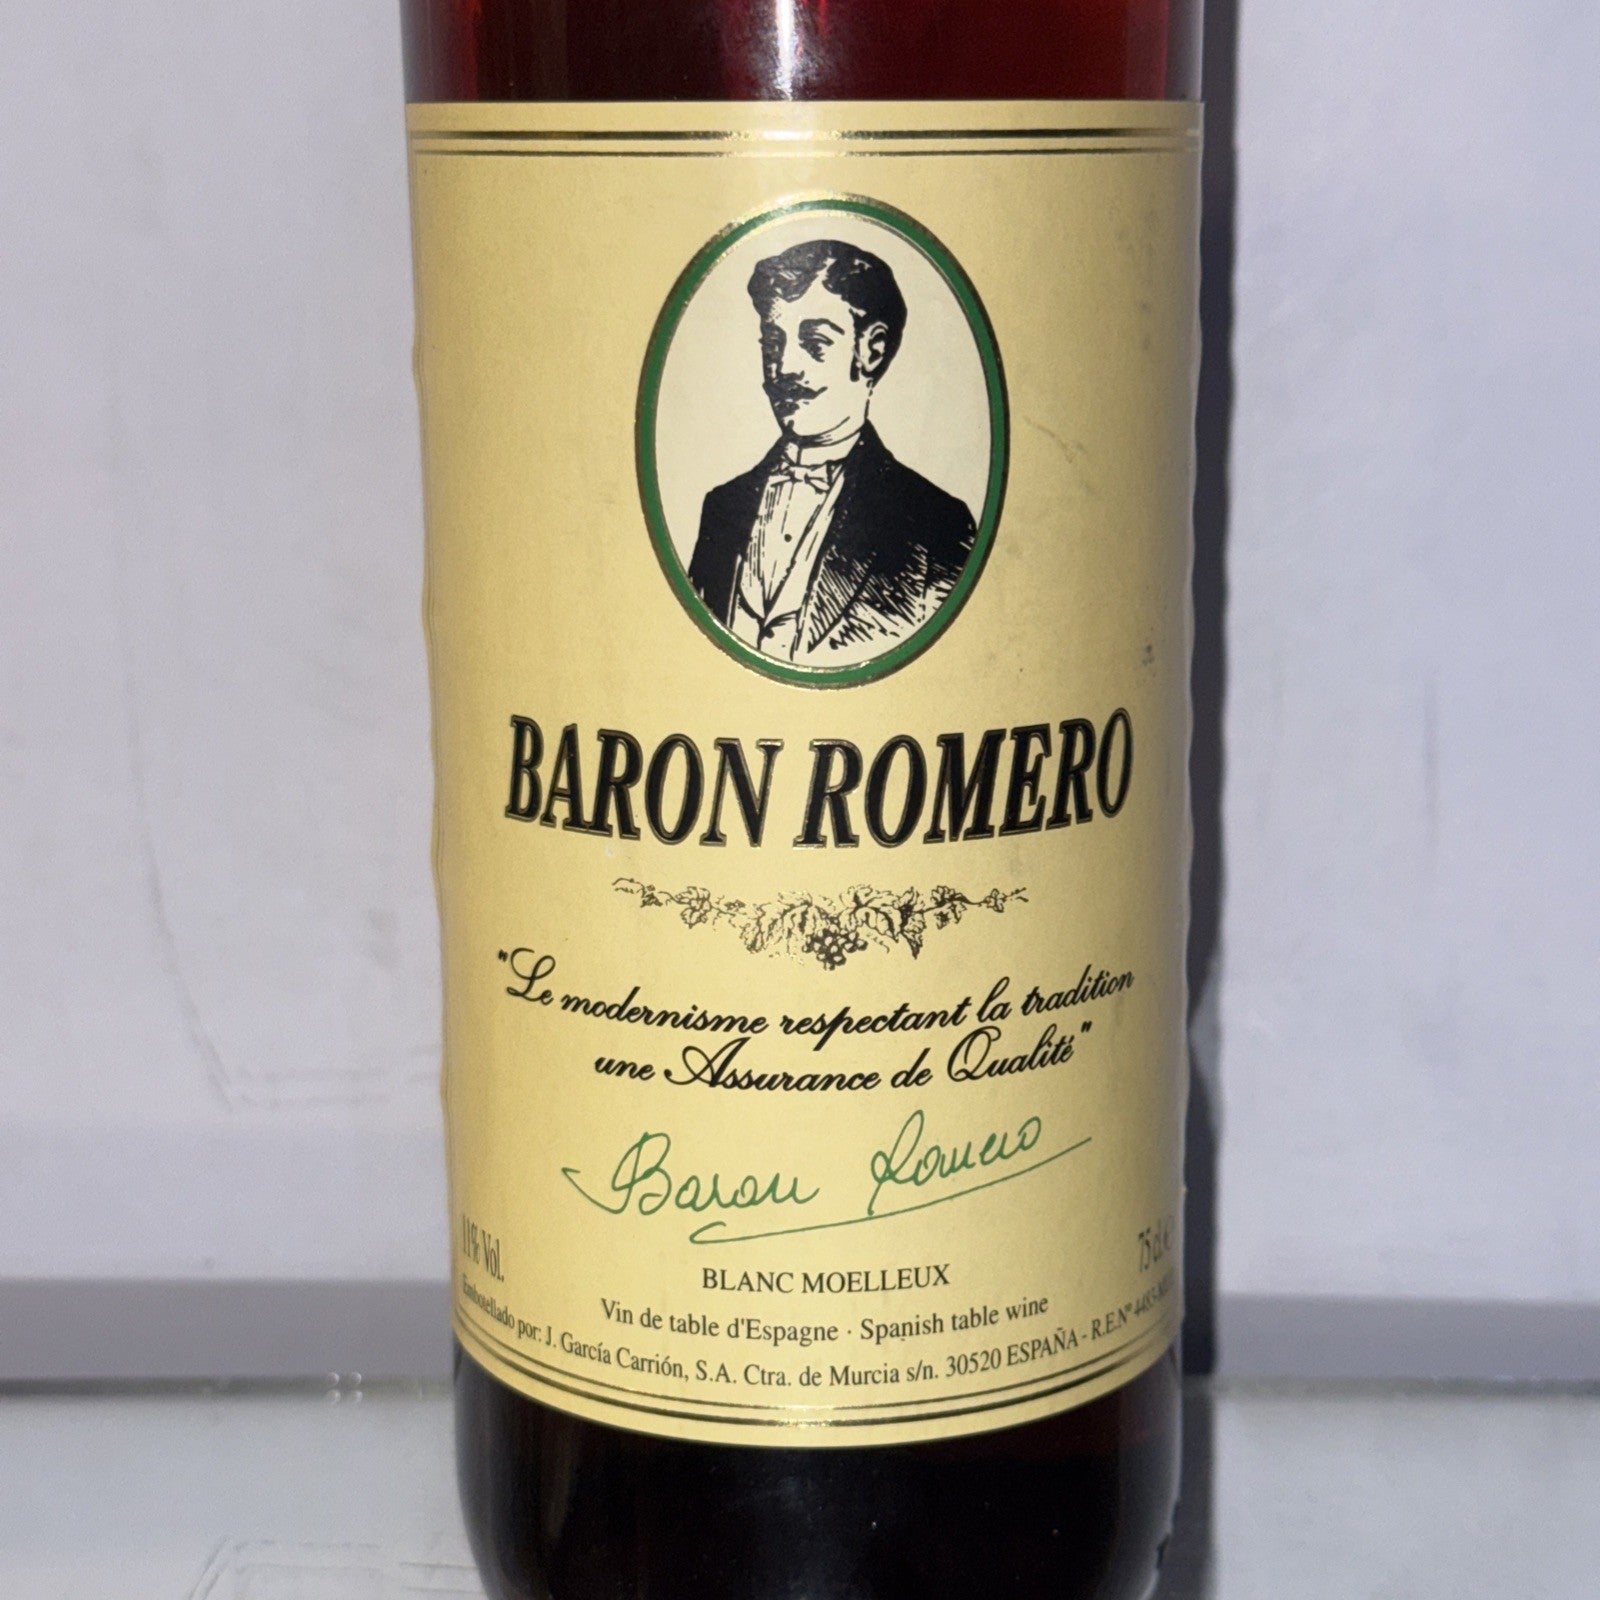 BARON ROMERO
"Le modernisme respectant la tradition
une Assurance de Qualité"
Baron Romero
11% Vol.
75 cl. e
BLANC MOELLEUX
Vin de table d'Espagne · Spanish table wine
Embotellado por: J. García Carrión, S.A. Ctra. de Murcia s/n. 30520 ESPAÑA - R.E.Nº